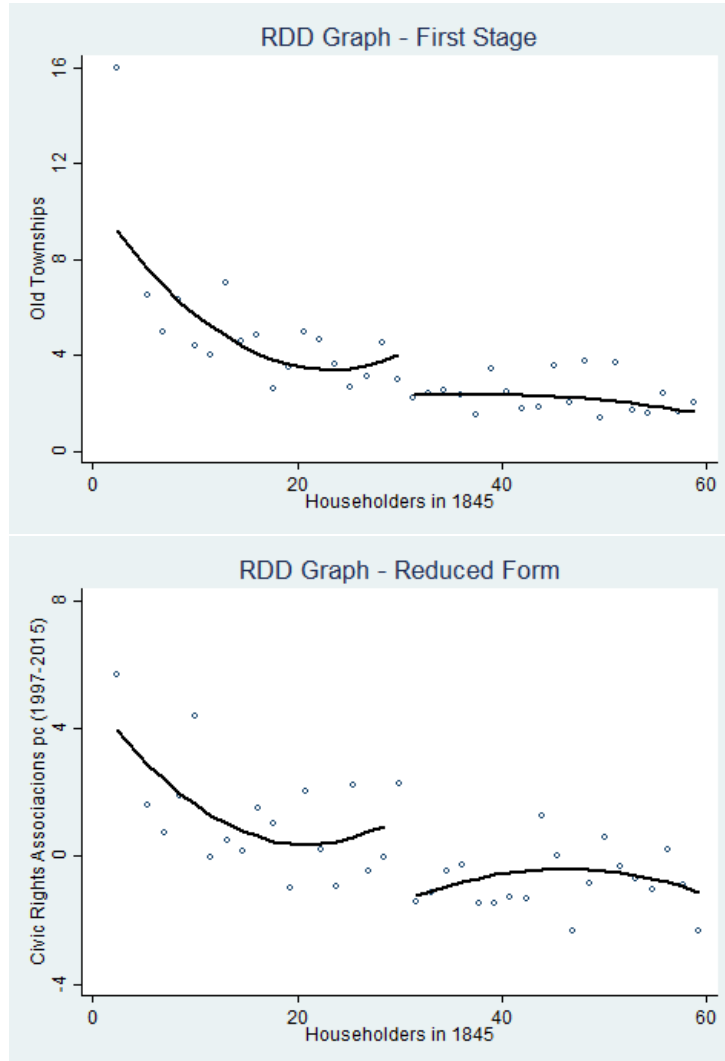 RDD Graph - First Stage
Old Townships
16
12
8
4
0
0 20 40 60
Householders in 1845
RDD Graph - Reduced Form
Civic Rights Associacions pc (1997-2015)
8
4
0
-4
0 20 40 60
Householders in 1845